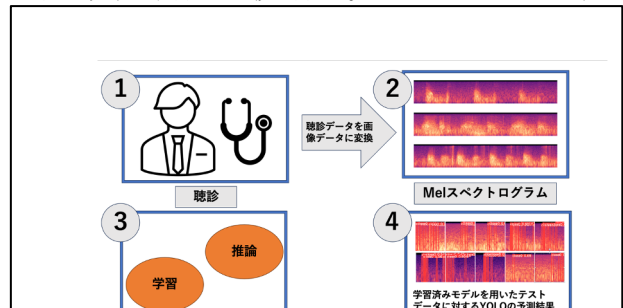 1
2
聴診データを画
像データに変換
聴診
Melスペクトログラム
3
4
推論
学習
学習済みモデルを用いたテスト
データに対するYOLOの予測結果